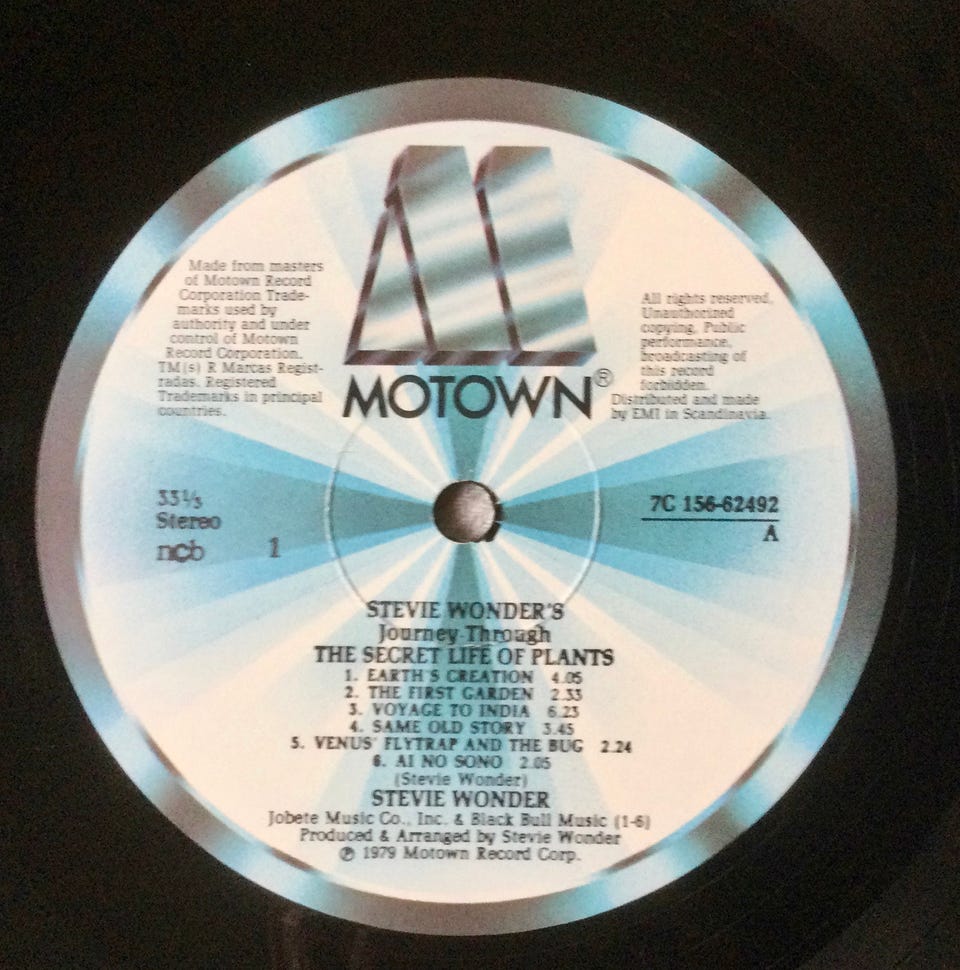 MOTOWN®
Made from masters
of Motown Record
Corporation Trade-
marks used by
authority and under
control of Motown
Record Corporation.
TM(s) R Marcas Regist-
radas. Registered
Trademarks in principal
countries.
All rights reserved,
Unauthorized
copying, Public
performance,
broadcasting of
this record
forbidden.
Distributed and made
by EMI in Scandinavia.
33⅓
Stereo
ncb 1
7C 156-62492
A
STEVIE WONDER'S
Journey Through
THE SECRET LIFE OF PLANTS
1. EARTH'S CREATION 4.05
2. THE FIRST GARDEN 2.33
3. VOYAGE TO INDIA 6.23
4. SAME OLD STORY 3.45
5. VENUS' FLYTRAP AND THE BUG 2.24
6. AI NO SONO 2.05
(Stevie Wonder)
STEVIE WONDER
Jobete Music Co., Inc. & Black Bull Music (1-6)
Produced & Arranged by Stevie Wonder
℗ 1979 Motown Record Corp.